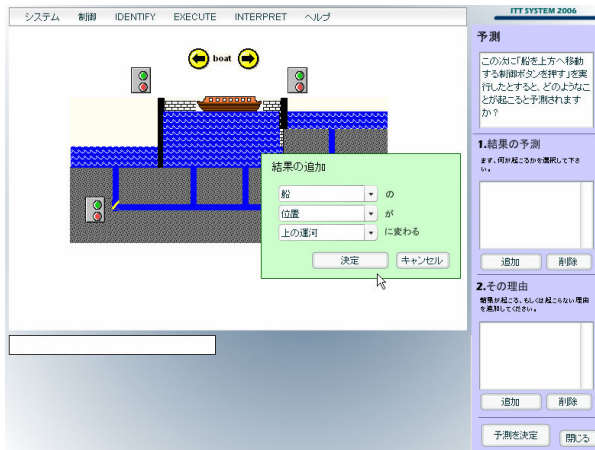 システム 制御 IDENTIFY EXECUTE INTERPRET ヘルプ
ITT SYSTEM 2006
boat
結果の追加
船 の
位置 が
上の運河 に変わる
決定 キャンセル
予測
この次に「船を上方へ移動
する制御ボタンを押す」を実
行したとすると、どのようなこ
とが起こると予測されます
か？
1.結果の予測
まず、何が起こるかを選択して下さ
い。
追加 削除
2.その理由
結果が起こる、もしくは起こらない理由
を追加してください。
追加 削除
予測を決定 閉じる